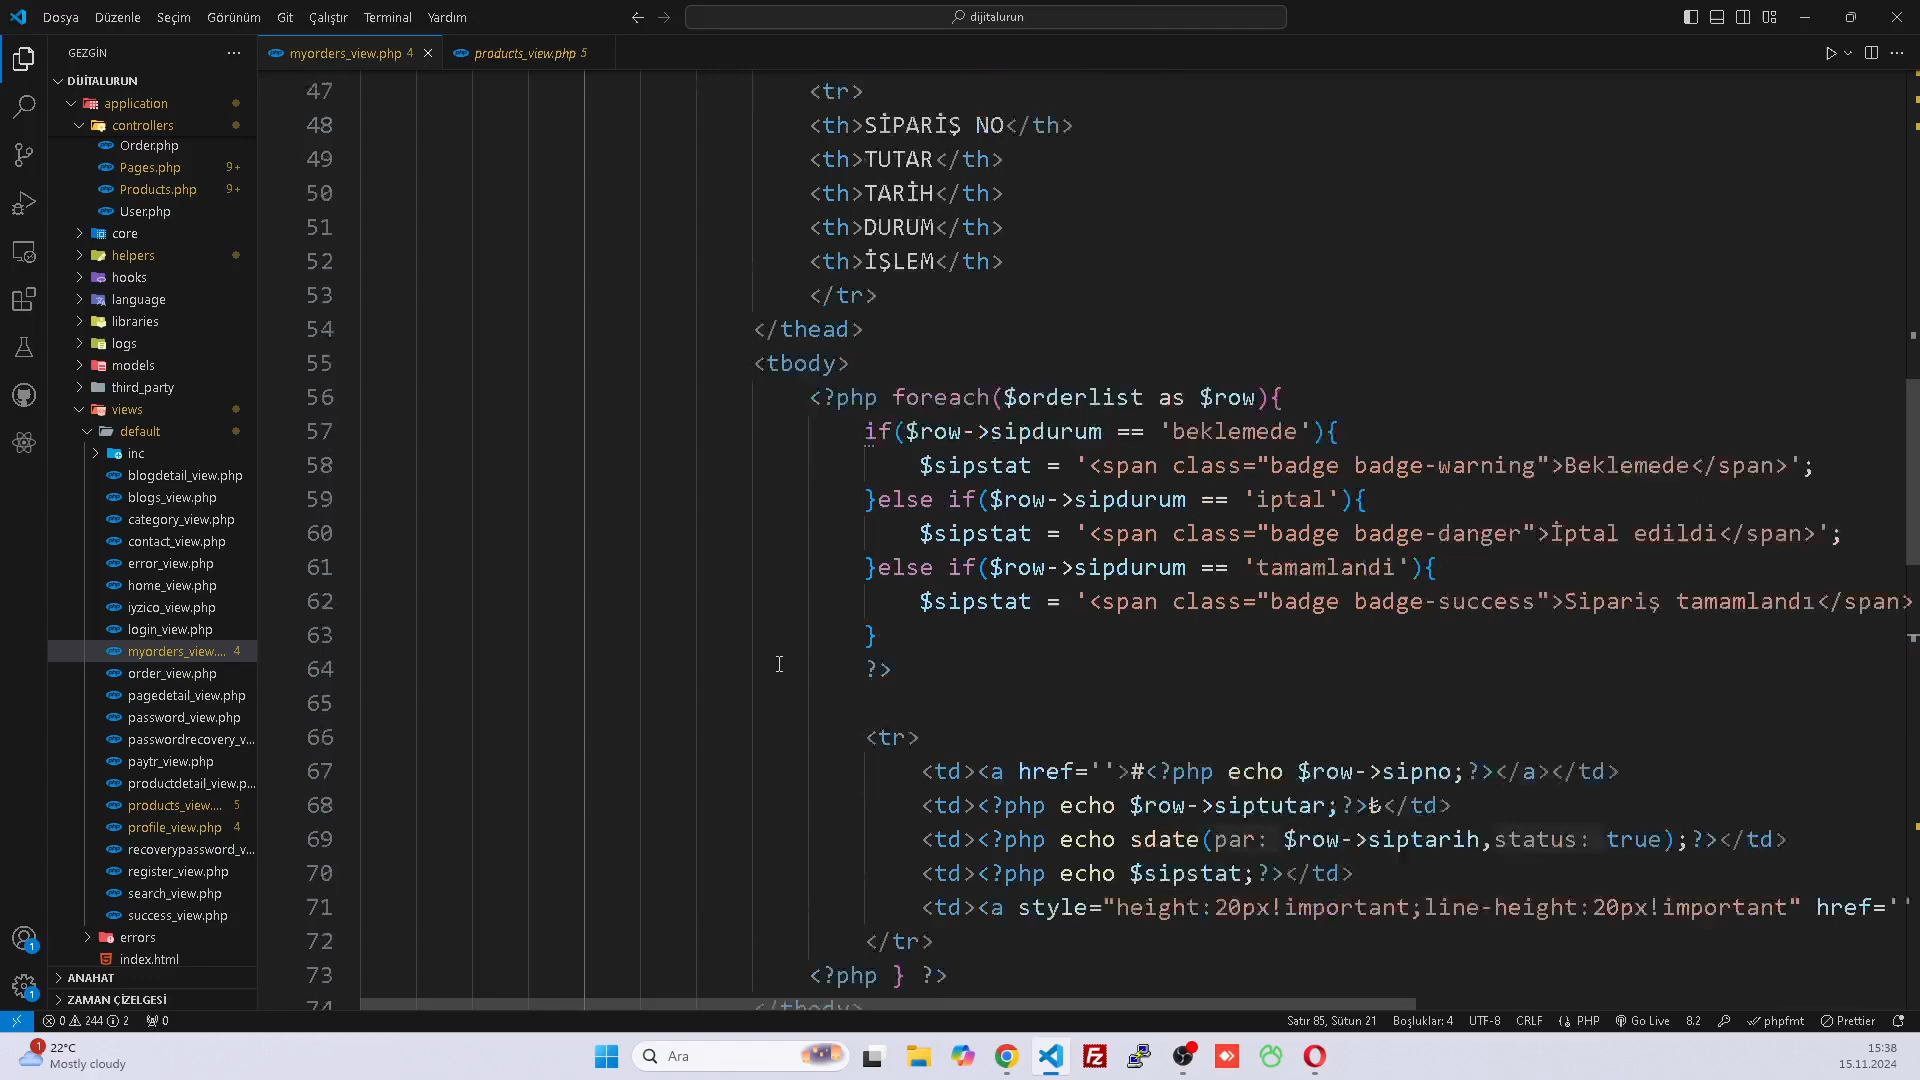 Dosya Düzenle Seçim Görünüm Git Çalıştır Terminal Yardım
dijitalurun
GEZGİN
DIJITALURUN
application
controllers
Order.php
Pages.php 9+
Products.php 9+
User.php
core
helpers
hooks
language
libraries
logs
models
third_party
views
default
inc
blogdetail_view.php
blogs_view.php
category_view.php
contact_view.php
error_view.php
home_view.php
iyzico_view.php
login_view.php
myorders_view.... 4
order_view.php
pagedetail_view.php
password_view.php
passwordrecovery_v...
paytr_view.php
productdetail_view.p...
products_view.... 5
profile_view.php 4
recoverypassword_v...
register_view.php
search_view.php
success_view.php
errors
index.html
ANAHAT
ZAMAN ÇİZELGESİ
myorders_view.php 4
products_view.php 5
47 <tr>
48 <th>SİPARİŞ NO</th>
49 <th>TUTAR</th>
50 <th>TARİH</th>
51 <th>DURUM</th>
52 <th>İŞLEM</th>
53 </tr>
54 </thead>
55 <tbody>
56 <?php foreach($orderlist as $row){
57 if($row->sipdurum == 'beklemede'){
58 $sipstat = '<span class="badge badge-warning">Beklemede</span>';
59 }else if($row->sipdurum == 'iptal'){
60 $sipstat = '<span class="badge badge-danger">İptal edildi</span>';
61 }else if($row->sipdurum == 'tamamlandi'){
62 $sipstat = '<span class="badge badge-success">Sipariş tamamlandı</span>
63 }
64 ?>
65
66 <tr>
67 <td><a href=''>#<?php echo $row->sipno;?></a></td>
68 <td><?php echo $row->siptutar;?>₺</td>
69 <td><?php echo sdate(par: $row->siptarih,status: true);?></td>
70 <td><?php echo $sipstat;?></td>
71 <td><a style="height:20px!important;line-height:20px!important" href=''
72 </tr>
73 <?php } ?>
74 </tbody>
0 244 2 0
Satır 85, Sütun 21 Boşluklar: 4 UTF-8 CRLF PHP Go Live 8.2 phpfmt Prettier
1
1
1
22°C
Mostly cloudy
Ara
15:38
15.11.2024